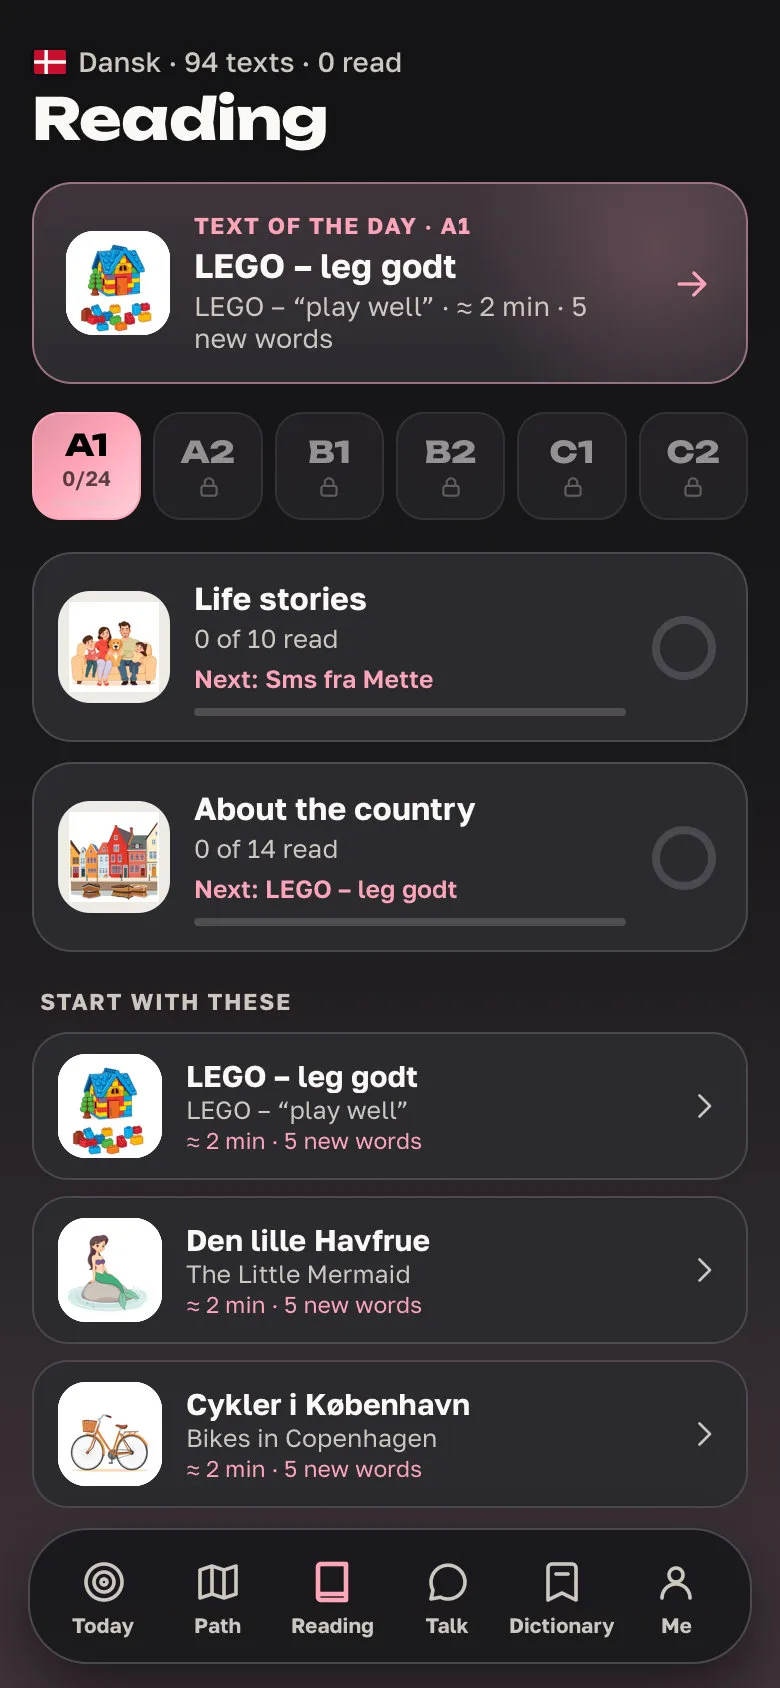 Dansk · 94 texts · 0 read
Reading
TEXT OF THE DAY · A1
LEGO – leg godt
LEGO – “play well” · ≈ 2 min · 5
new words
A1
0/24
A2
B1
B2
C1
C2
Life stories
0 of 10 read
Next: Sms fra Mette
About the country
0 of 14 read
Next: LEGO – leg godt
START WITH THESE
LEGO – leg godt
LEGO – “play well”
≈ 2 min · 5 new words
Den lille Havfrue
The Little Mermaid
≈ 2 min · 5 new words
Cykler i København
Bikes in Copenhagen
≈ 2 min · 5 new words
Today
Path
Reading
Talk
Dictionary
Me